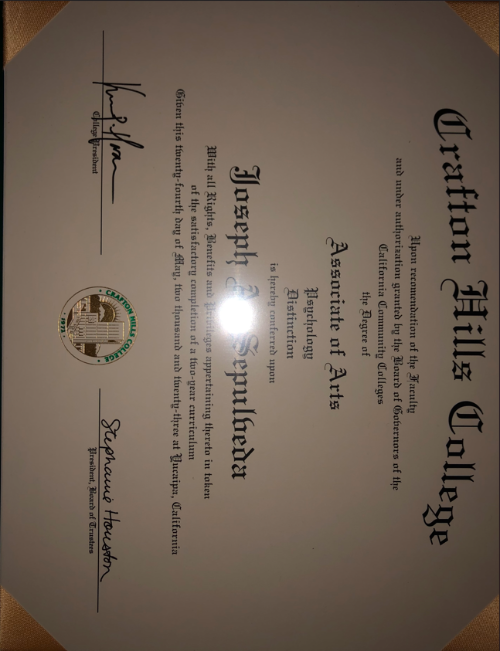 Crafton Hills College
Upon recomendation of the Faculty
and under authorization granted by the Board of Governors of the
California Community Colleges
the Degree of
Associate of Arts
Psychology
Distinction
is hereby conferred upon
Joseph Sepulbeda
With all Rights, Benefits and Privileges appertaining thereto in token
of the satisfactory completion of a two-year curriculum
Given this twenty-fourth day of May, two thousand and twenty-three at Yucaipa, California
College President
CRAFTON HILLS COLLEGE
1972
Stephanie Houston
President, Board of Trustees